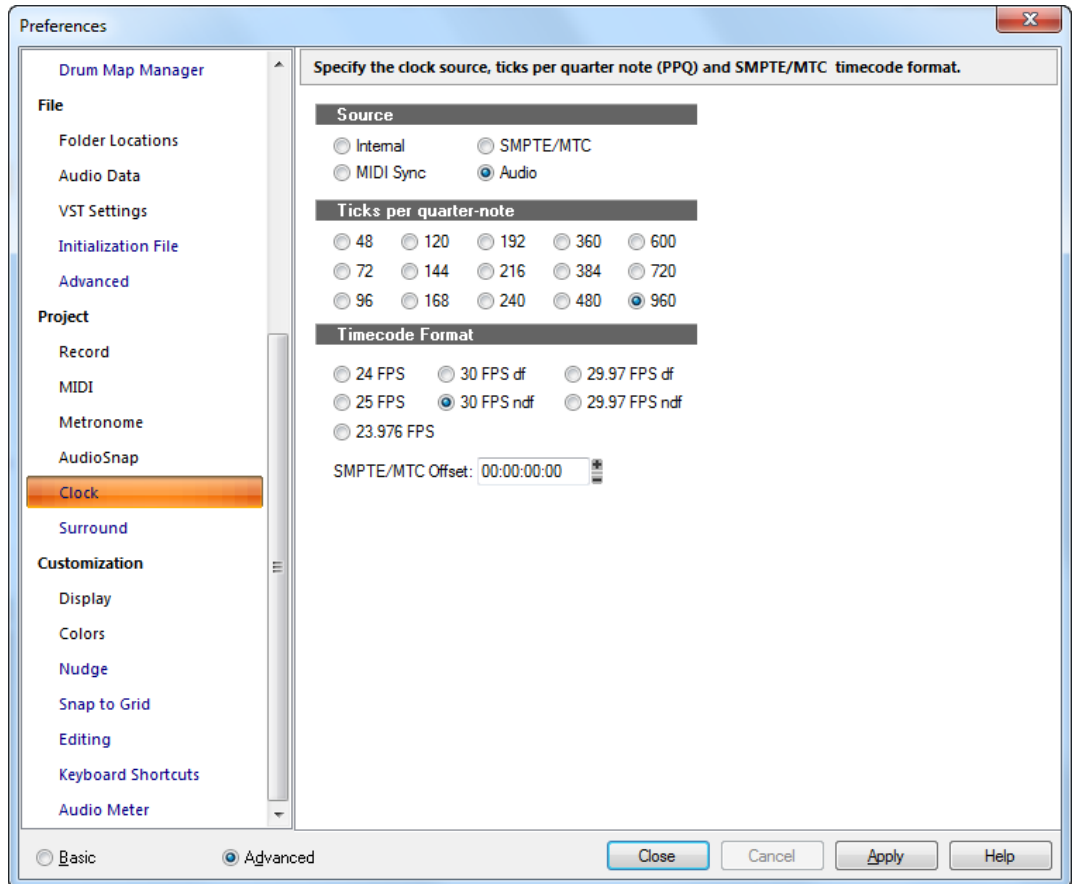 Preferences
Drum Map Manager
File
Folder Locations
Audio Data
VST Settings
Initialization File
Advanced
Project
Record
MIDI
Metronome
AudioSnap
Clock
Surround
Customization
Display
Colors
Nudge
Snap to Grid
Editing
Keyboard Shortcuts
Audio Meter
Specify the clock source, ticks per quarter note (PPQ) and SMPTE/MTC timecode format.
Source
Internal SMPTE/MTC
MIDI Sync Audio
Ticks per quarter-note
48 120 192 360 600
72 144 216 384 720
96 168 240 480 960
Timecode Format
24 FPS 30 FPS df 29.97 FPS df
25 FPS 30 FPS ndf 29.97 FPS ndf
23.976 FPS
SMPTE/MTC Offset: 00:00:00:00
Basic Advanced Close Cancel Apply Help